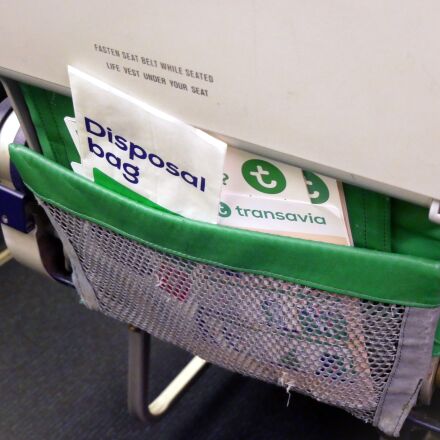 FASTEN SEAT BELT WHILE SEATED
LIFE VEST UNDER YOUR SEAT
Disposal
bag
? t t
t transavia